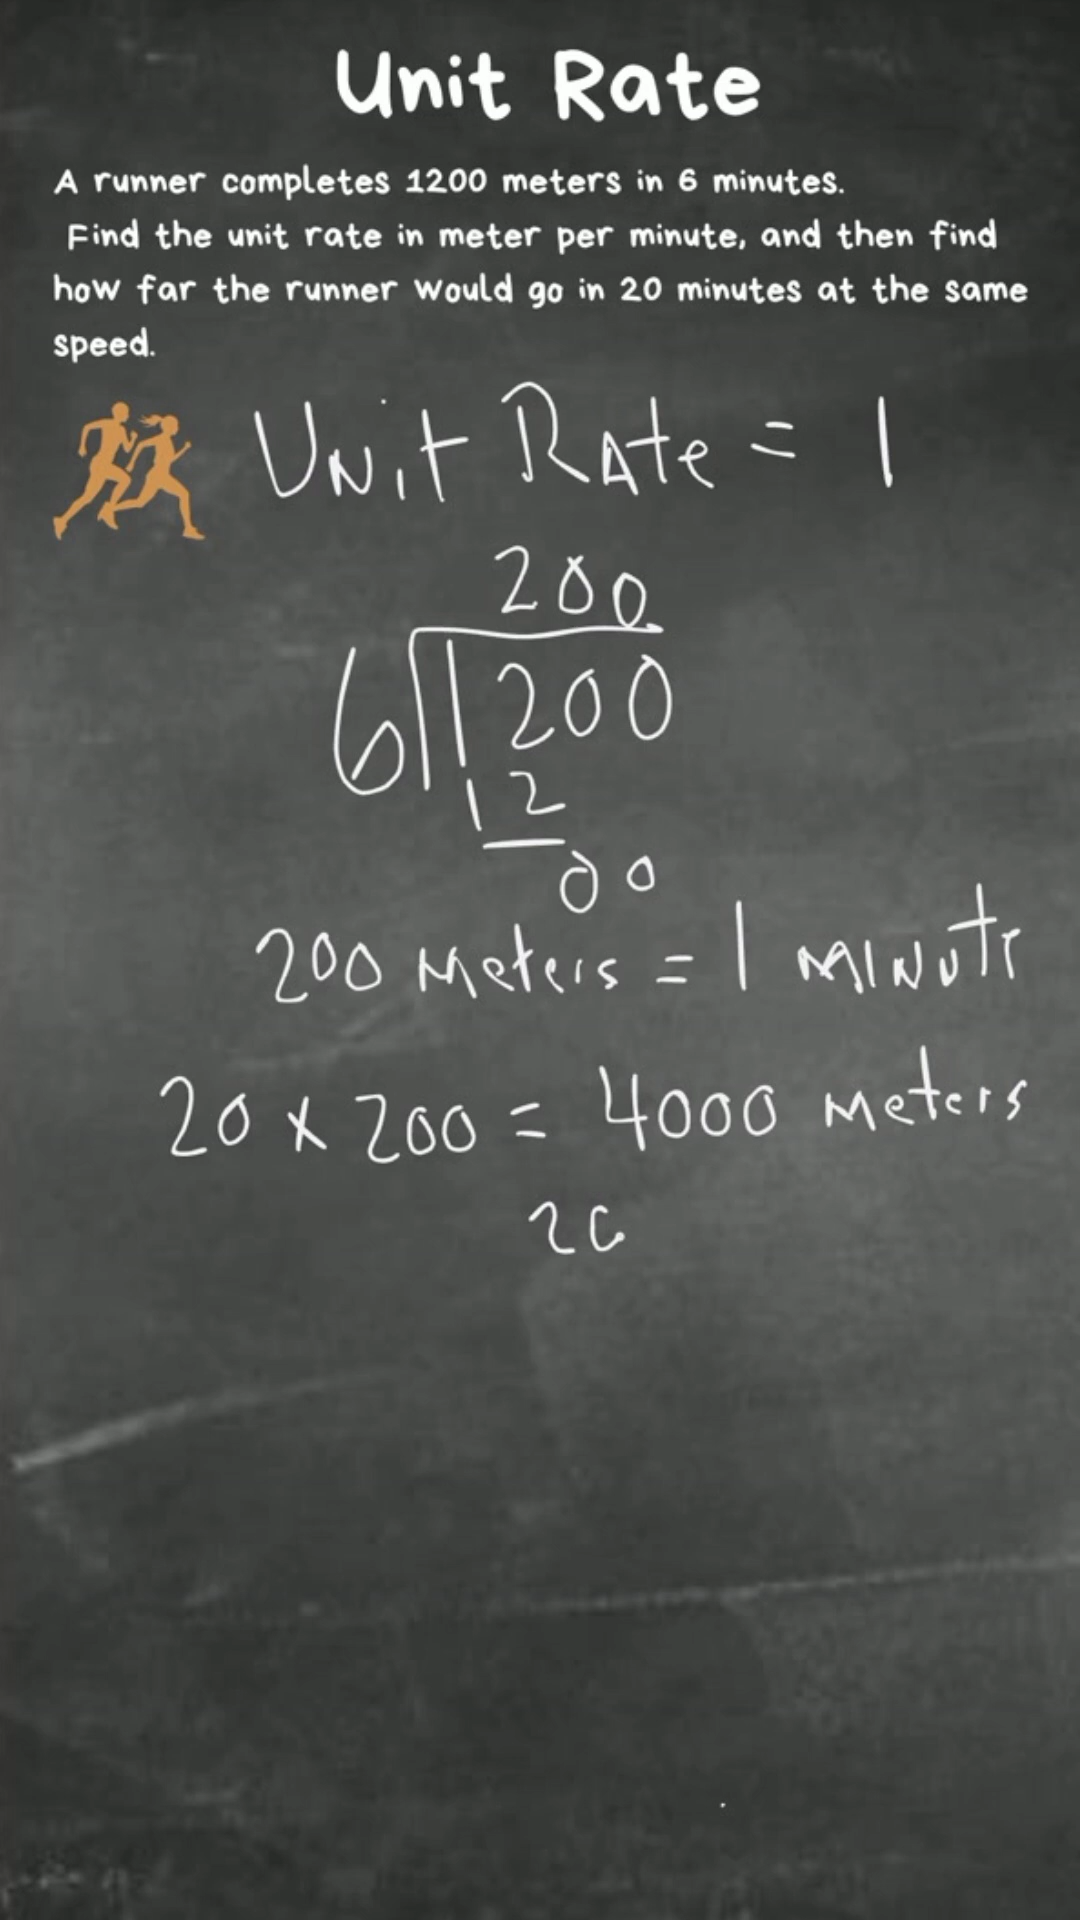 Unit Rate
A runner completes 1200 meters in 6 minutes.
Find the unit rate in meter per minute, and then find
how far the runner would go in 20 minutes at the same
speed.
Unit Rate = 1
200
6 1200
12
00
200 Meters = 1 Minute
20 x 200 = 4000 Meters
20